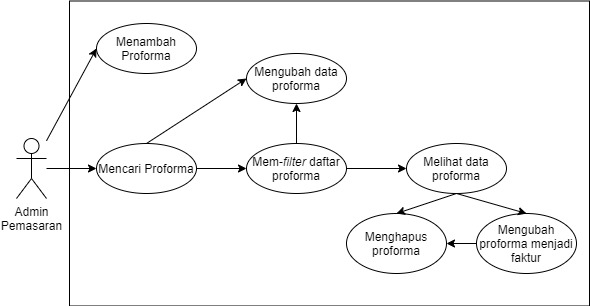 Menambah
Proforma
Mengubah data
proforma
Mencari Proforma
Mem-filter daftar
proforma
Melihat data
proforma
Admin
Pemasaran
Menghapus
proforma
Mengubah
proforma menjadi
faktur